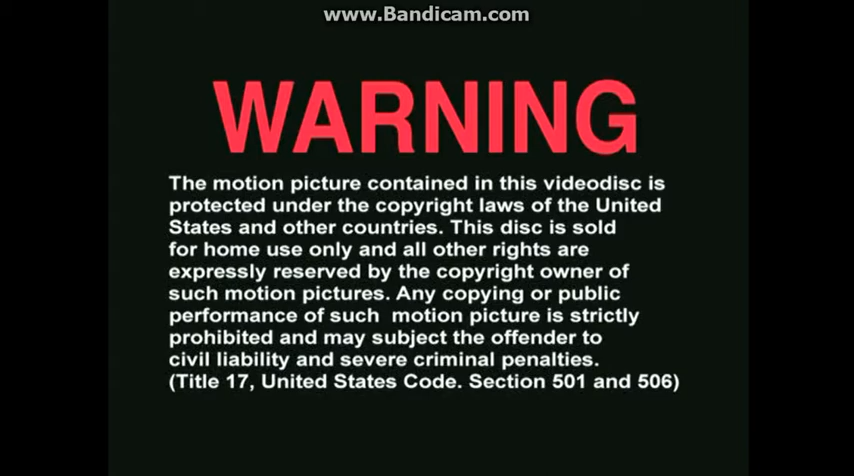 www.Bandicam.com
WARNING
The motion picture contained in this videodisc is
protected under the copyright laws of the United
States and other countries. This disc is sold
for home use only and all other rights are
expressly reserved by the copyright owner of
such motion pictures. Any copying or public
performance of such  motion picture is strictly
prohibited and may subject the offender to
civil liability and severe criminal penalties.
(Title 17, United States Code. Section 501 and 506)